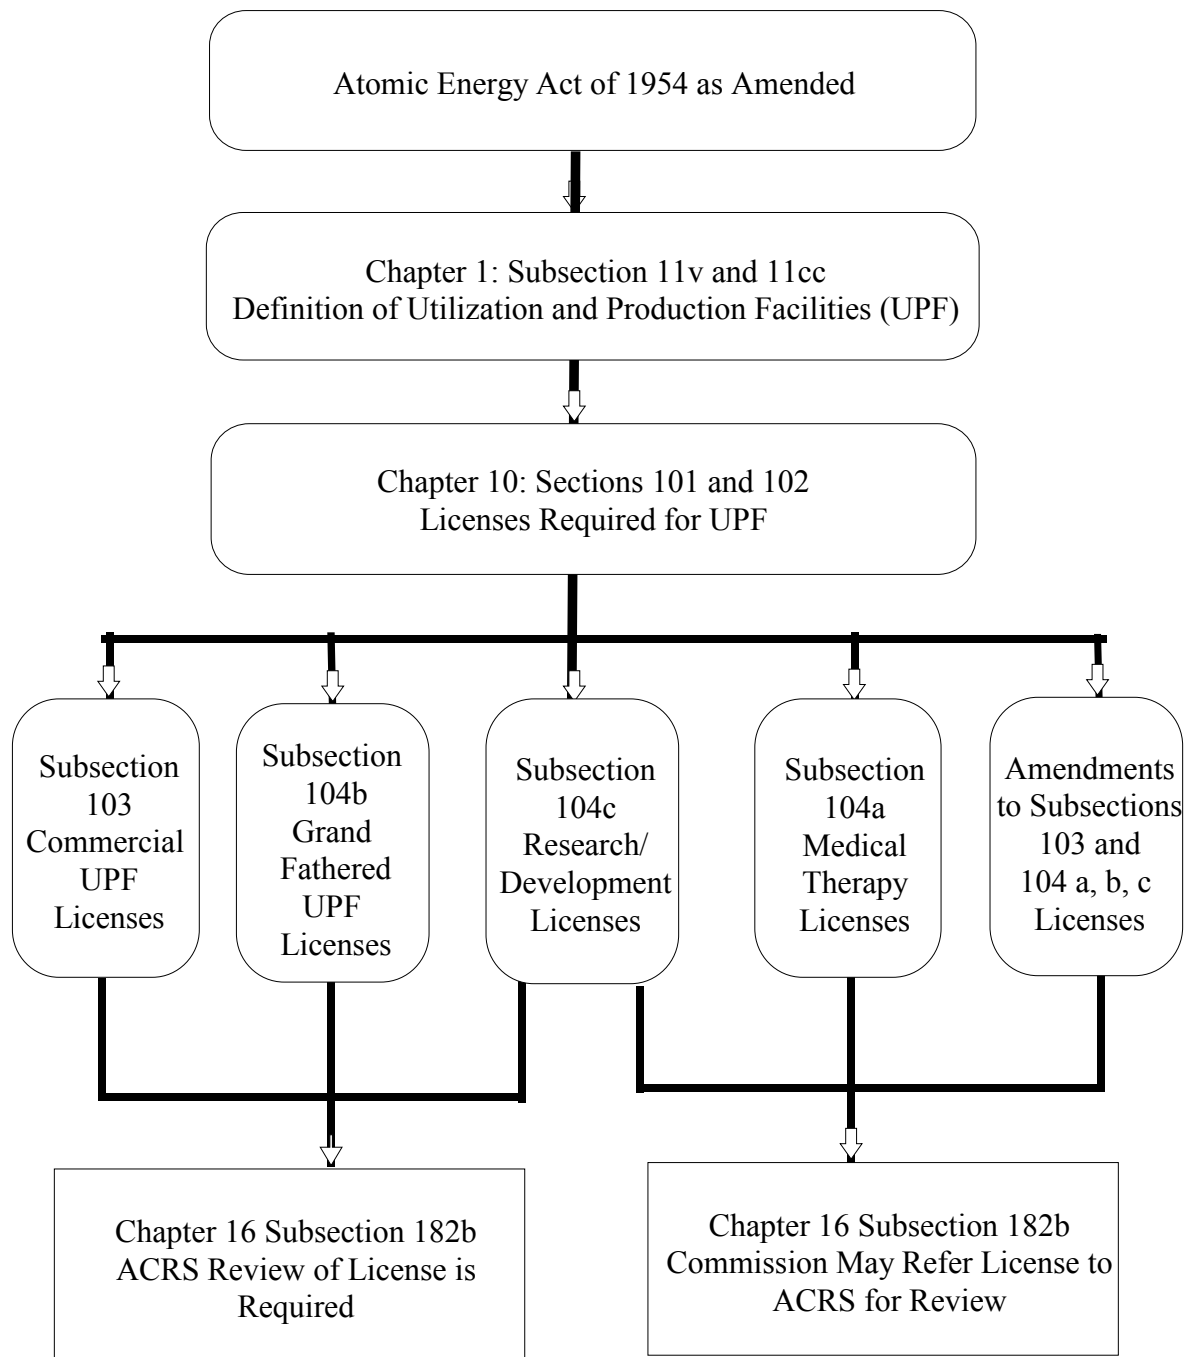 Atomic Energy Act of 1954 as Amended
Chapter 1: Subsection 11v and 11cc
Definition of Utilization and Production Facilities (UPF)
Chapter 10: Sections 101 and 102
Licenses Required for UPF
Subsection
103
Commercial
UPF
Licenses
Subsection
104b
Grand
Fathered
UPF
Licenses
Subsection
104c
Research/
Development
Licenses
Subsection
104a
Medical
Therapy
Licenses
Amendments
to Subsections
103 and
104 a, b, c
Licenses
Chapter 16 Subsection 182b
ACRS Review of License is
Required
Chapter 16 Subsection 182b
Commission May Refer License to
ACRS for Review